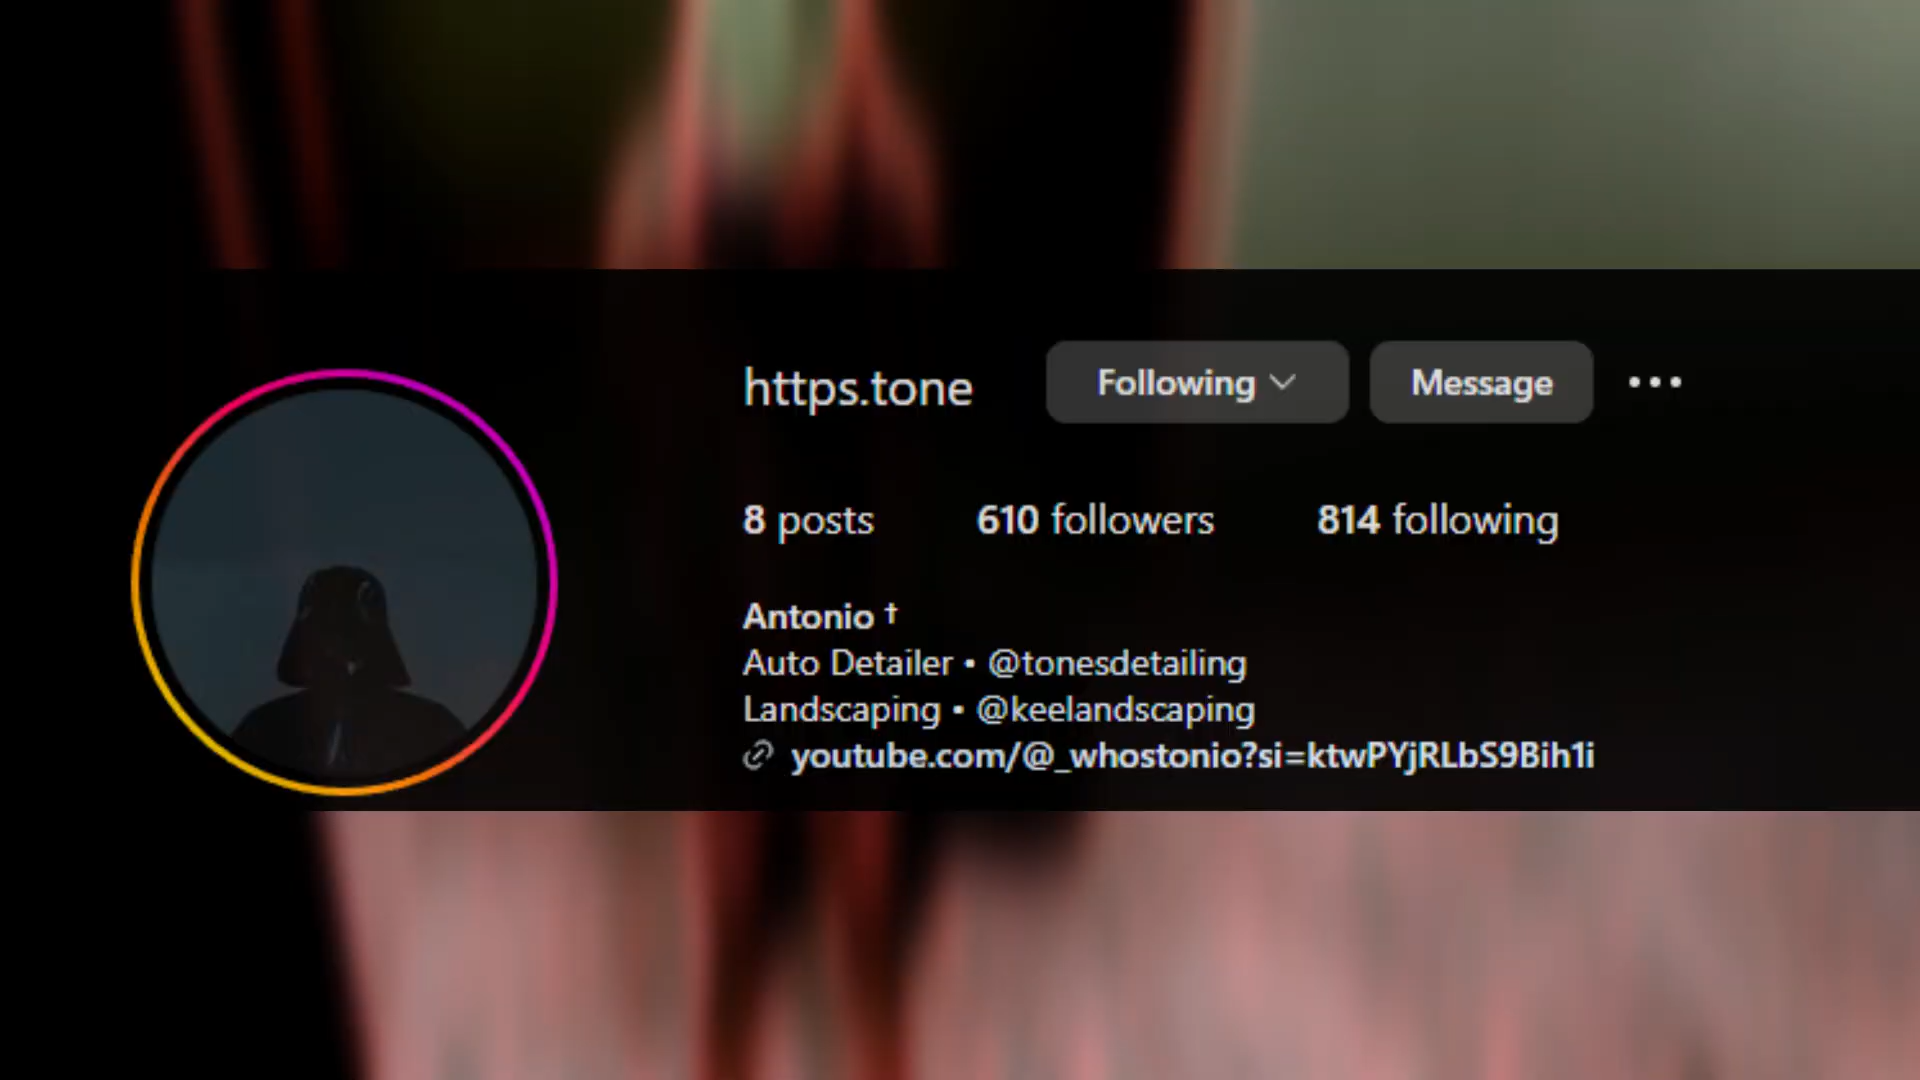 https.tone Following Message
8 posts 610 followers 814 following
Antonio †
Auto Detailer • @tonesdetailing
Landscaping • @keelandscaping
youtube.com/@_whostonio?si=ktwPYjRLbS9Bih1i